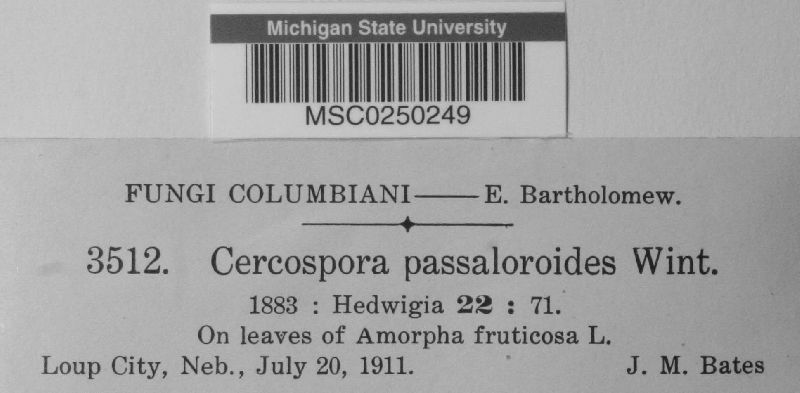 Michigan State University
MSC0250249
FUNGI COLUMBIANI——E. Bartholomew.
3512. Cercospora passaloroides Wint.
1883 : Hedwigia 22 : 71.
On leaves of Amorpha fruticosa L.
Loup City, Neb., July 20, 1911. J. M. Bates